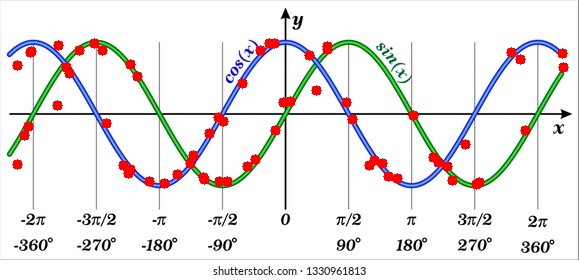 y
cos(x)
sin(x)
x
-2π -3π/2 -π -π/2 0 π/2 π 3π/2 2π
-360° -270° -180° -90° 90° 180° 270° 360°
shutterstock.com · 1330961813